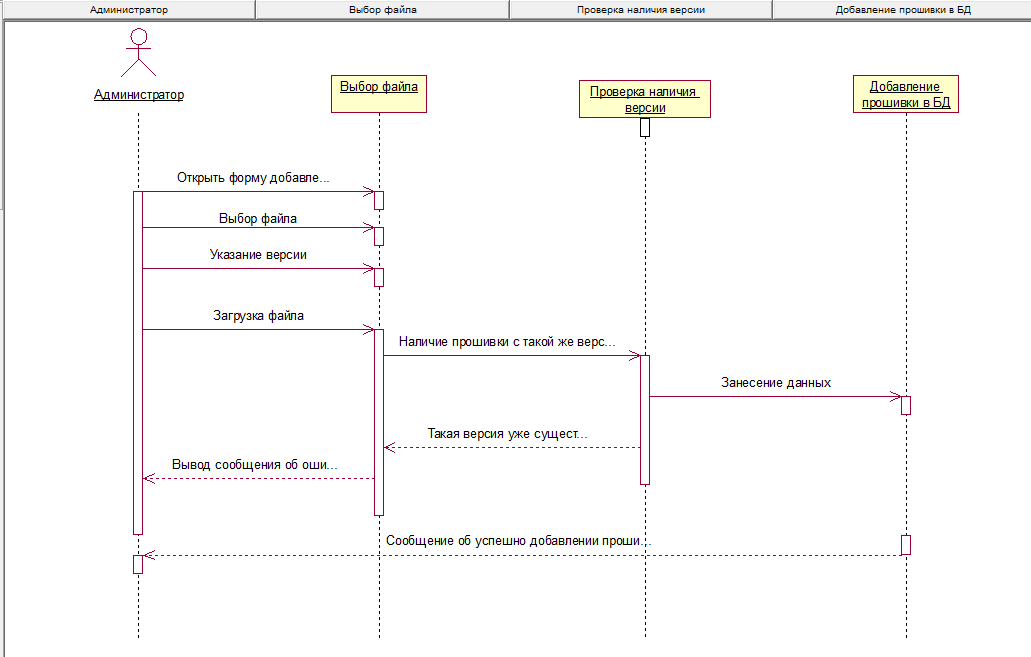 Администратор
Выбор файла
Проверка наличия версии
Добавление прошивки в БД
Администратор
Выбор файла
Проверка наличия
версии
Добавление
прошивки в БД
Открыть форму добавле...
Выбор файла
Указание версии
Загрузка файла
Наличие прошивки с такой же верс...
Занесение данных
Такая версия уже сущест...
Вывод сообщения об оши...
Сообщение об успешно добавлении проши...